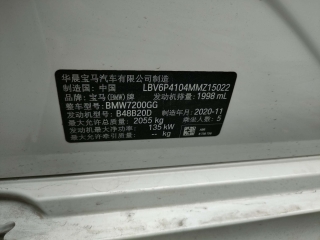 华晨宝马汽车有限公司制造
制造国：中国 LBV6P4104MMZ15022
品牌：宝马(BMW)牌 发动机排量：1998 mL
整车型号：BMW7200GG
发动机型号：B48B20D 制造年月：2020-11
最大允许总质量：2055 kg 乘坐人数：5
发动机最大净功率：135 kW
最大允许牵引质量：-- kg